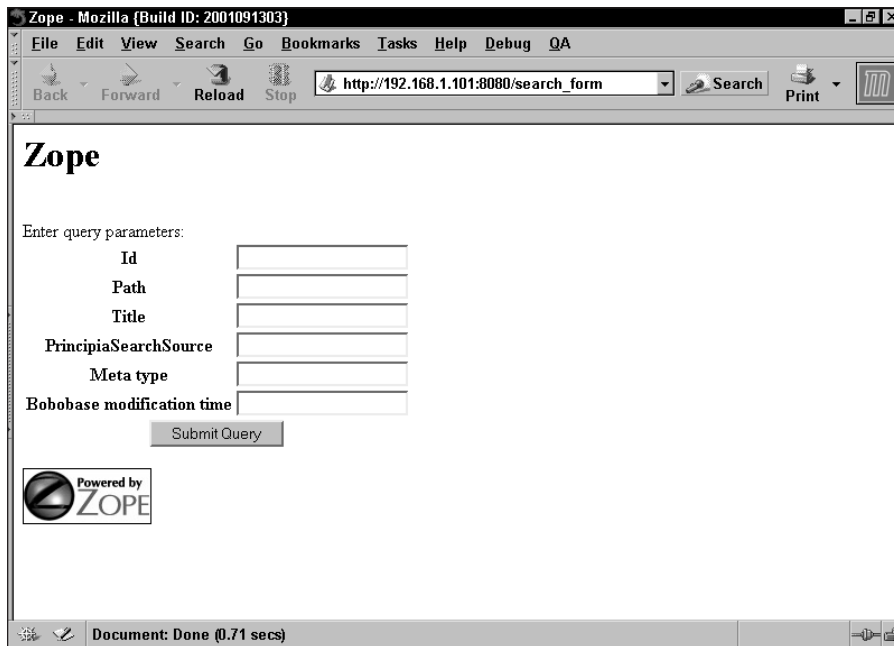 Zope - Mozilla {Build ID: 2001091303}
File Edit View Search Go Bookmarks Tasks Help Debug QA
Back Forward Reload Stop http://192.168.1.101:8080/search_form Search Print
Zope
Enter query parameters:
Id
Path
Title
PrincipiaSearchSource
Meta type
Bobobase modification time
Submit Query
Powered by
ZOPE
Document: Done (0.71 secs)